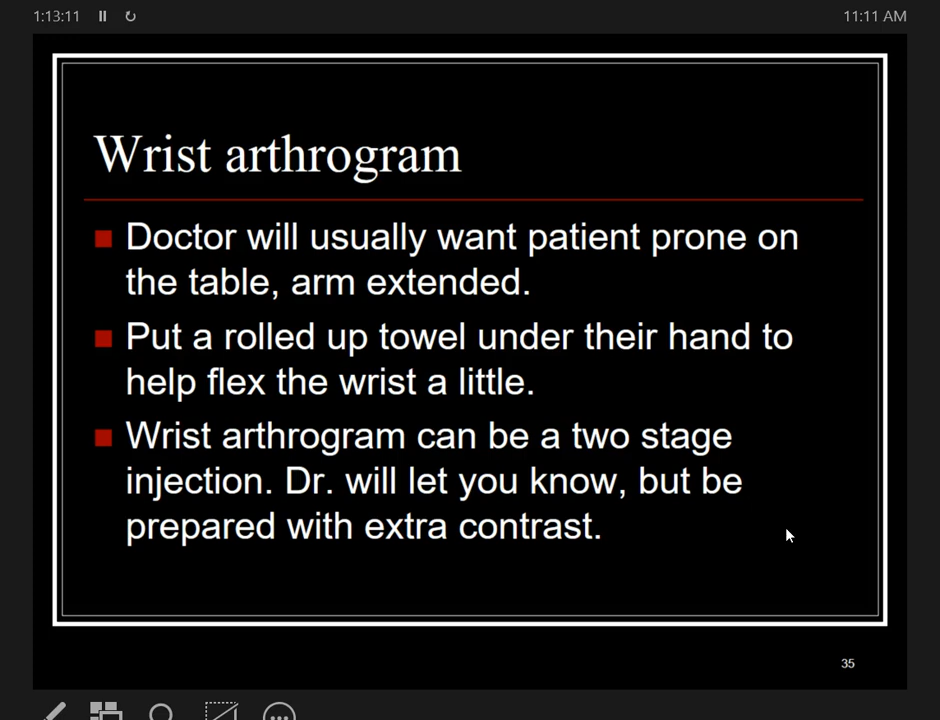 1:13:11
11:11 AM
Wrist arthrogram
Doctor will usually want patient prone on
the table, arm extended.
Put a rolled up towel under their hand to
help flex the wrist a little.
Wrist arthrogram can be a two stage
injection. Dr. will let you know, but be
prepared with extra contrast.
35